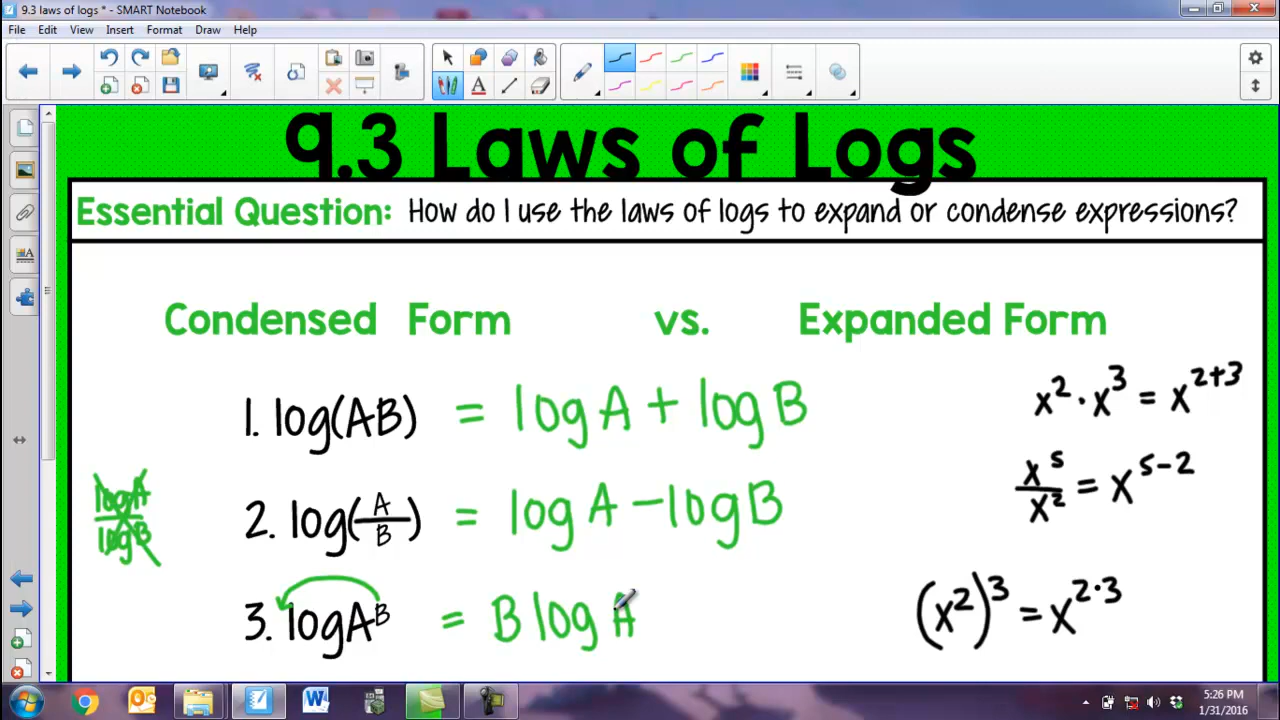 9.3 laws of logs * - SMART Notebook
File Edit View Insert Format Draw Help
9.3 Laws of Logs
Essential Question: How do I use the laws of logs to expand or condense expressions?
Condensed Form vs. Expanded Form
1. log(AB) = log A + log B
x² · x³ = x²⁺³
log A / log B
2. log(A/B) = log A - log B
x⁵/x² = x⁵⁻²
3. logAᴮ = B log A
(x²)³ = x²·³
5:26 PM
1/31/2016